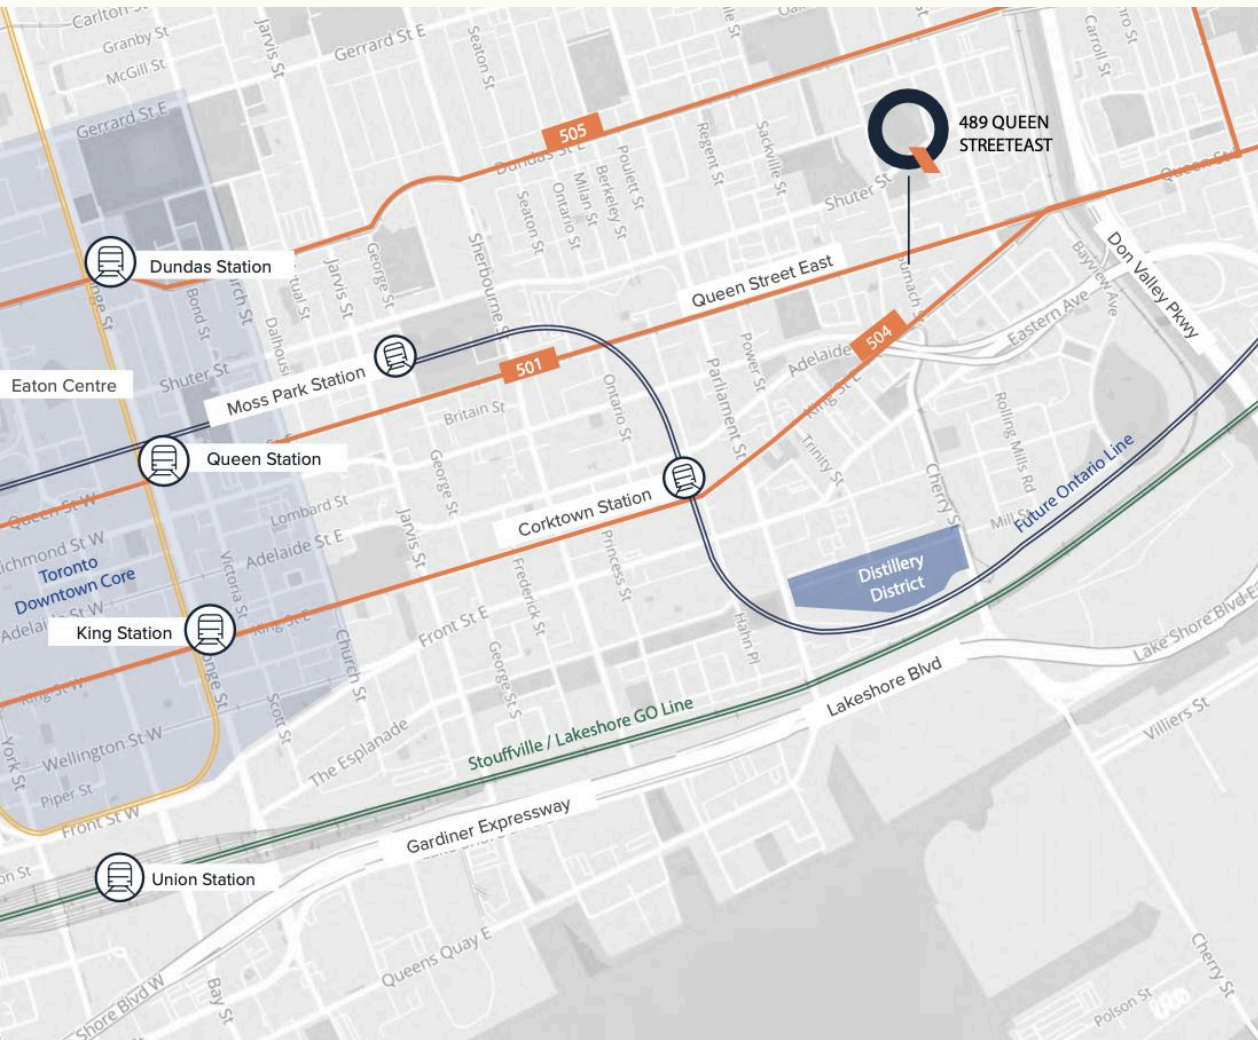 Carlton St
Granby St
McGill St
Gerrard St E
Jarvis St
Gerrard St E
Seaton St
Carroll St
505
Dundas St E
Regent St
Sackville St
Poulett St
Berkeley St
Milan St
Ontario St
Seaton St
Shuter St
489 QUEEN
STREETEAST
Queen St
Dundas Station
Bond St
Jarvis St
George St
Sherbourne S
Queen Street East
Don Valley Pkwy
Bayview Ave
Eastern Ave
Eaton Centre
Shuter St
Dalhousi
Moss Park Station
501
Britain St
Ontario St
Parliament St
Power St
Adelaide
504
King St E
Trinity St
Rolling Mills Rd
Queen Station
Queen St W
Lombard St
George St
Corktown Station
Cherry S
Mill St
Future Ontario Line
Richmond St W
Adelaide St E
Jarvis St
Toronto
Downtown Core
Victoria St
Adelaide St W
Princess St
Frederick St
Distillery
District
King Station
King St E
Front St E
Church St
Hahn Pl
George St S
King St W
Scott St
York St
Wellington St W
Piper St
The Esplanade
Front St W
Stouffville / Lakeshore GO Line
Lakeshore Blvd
Lake Shore Blvd E
Villiers St
Gardiner Expressway
Union Station
Queens Quay E
Bay St
Shore Blvd W
Cherry St
Polson St